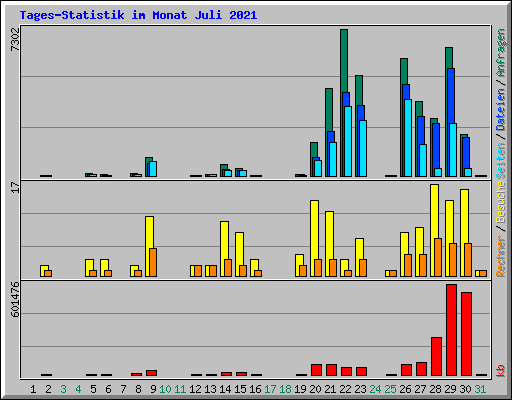 Tages-Statistik im Monat Juli 2021
7302
17
601476
Rechner / Besuche Seiten / Dateien / Anfragen
kb
1 2 3 4 5 6 7 8 9 10 11 12 13 14 15 16 17 18 19 20 21 22 23 24 25 26 27 28 29 30 31